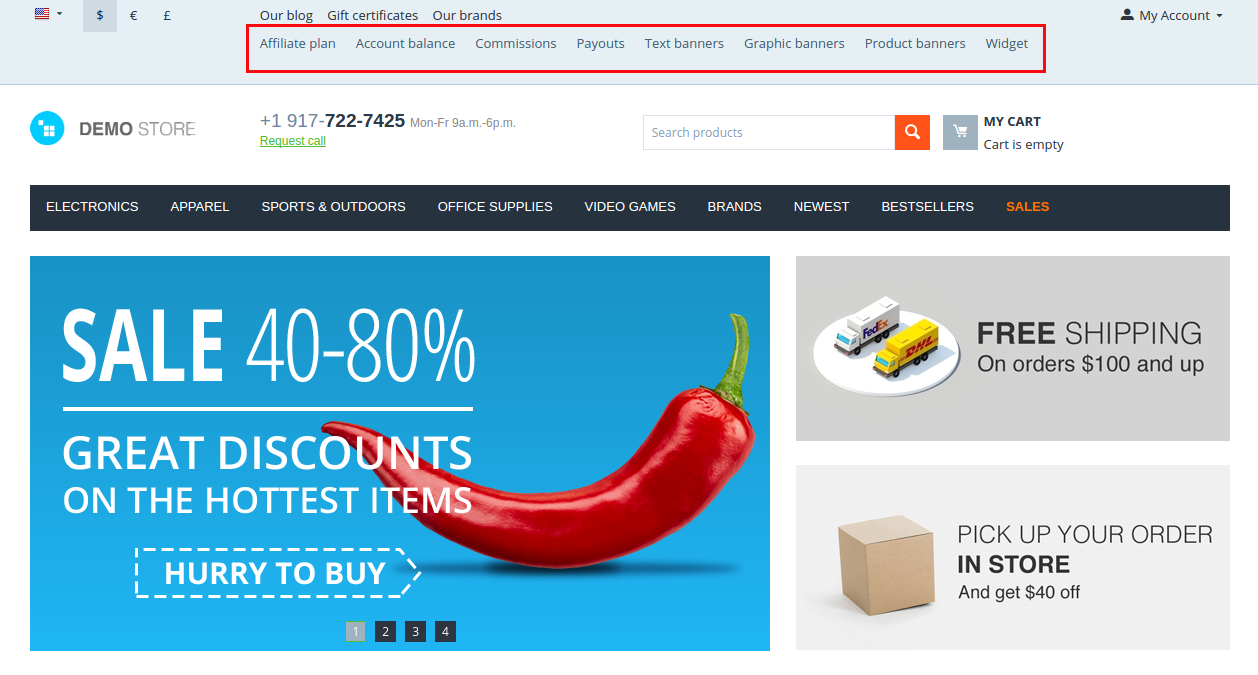 $ € £ Our blog Gift certificates Our brands My Account
Affiliate plan Account balance Commissions Payouts Text banners Graphic banners Product banners Widget
DEMO STORE
+1 917-722-7425 Mon-Fr 9a.m.-6p.m.
Request call
Search products
MY CART
Cart is empty
ELECTRONICS APPAREL SPORTS & OUTDOORS OFFICE SUPPLIES VIDEO GAMES BRANDS NEWEST BESTSELLERS SALES
SALE 40-80%
GREAT DISCOUNTS
ON THE HOTTEST ITEMS
HURRY TO BUY
1 2 3 4
FedEx
DHL
FREE SHIPPING
On orders $100 and up
PICK UP YOUR ORDER
IN STORE
And get $40 off